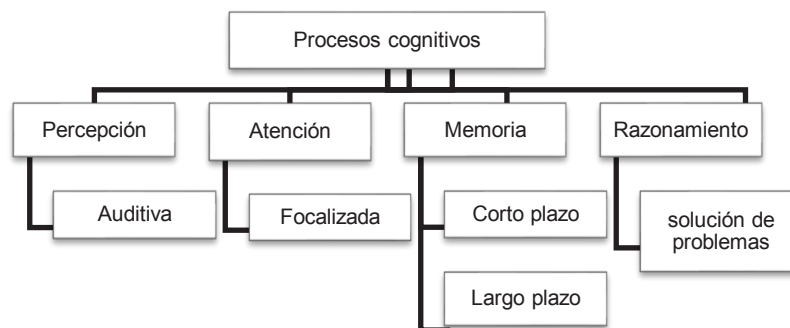 Procesos cognitivos
Percepción
Atención
Memoria
Razonamiento
Auditiva
Focalizada
Corto plazo
solución de
problemas
Largo plazo